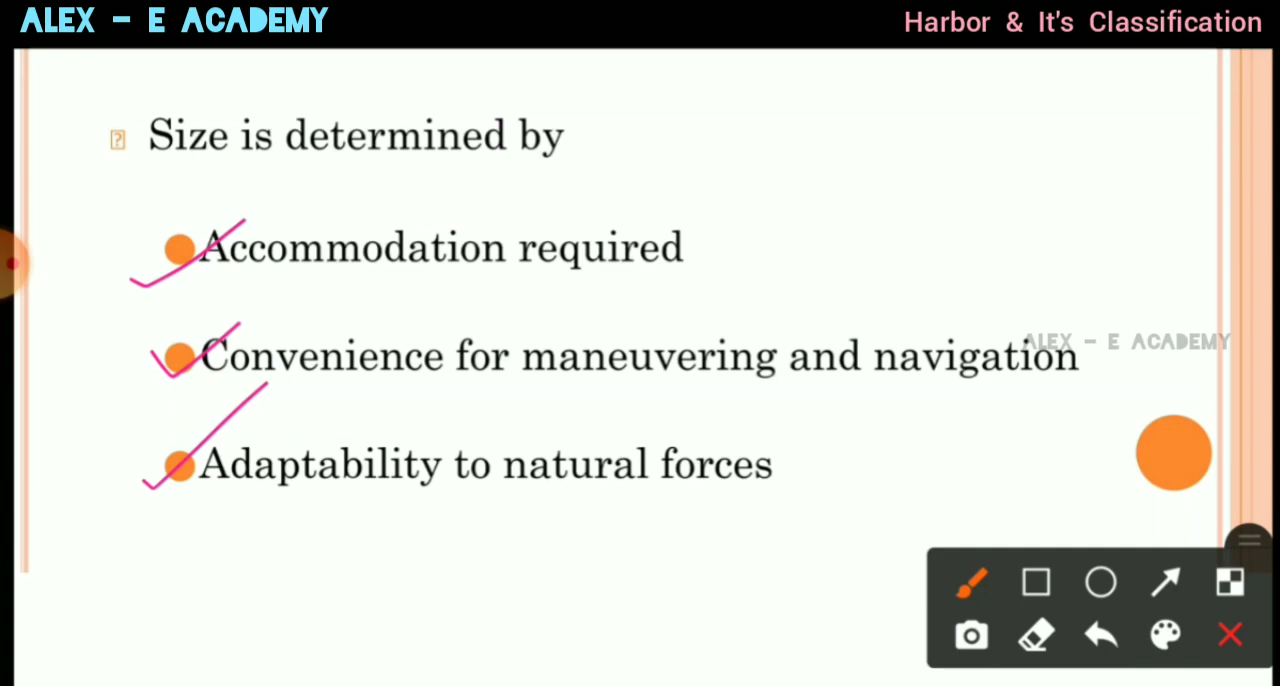 ALEX - E ACADEMY
Harbor & It's Classification
Size is determined by
Accommodation required
Convenience for maneuvering and navigation
ALEX - E ACADEMY
Adaptability to natural forces